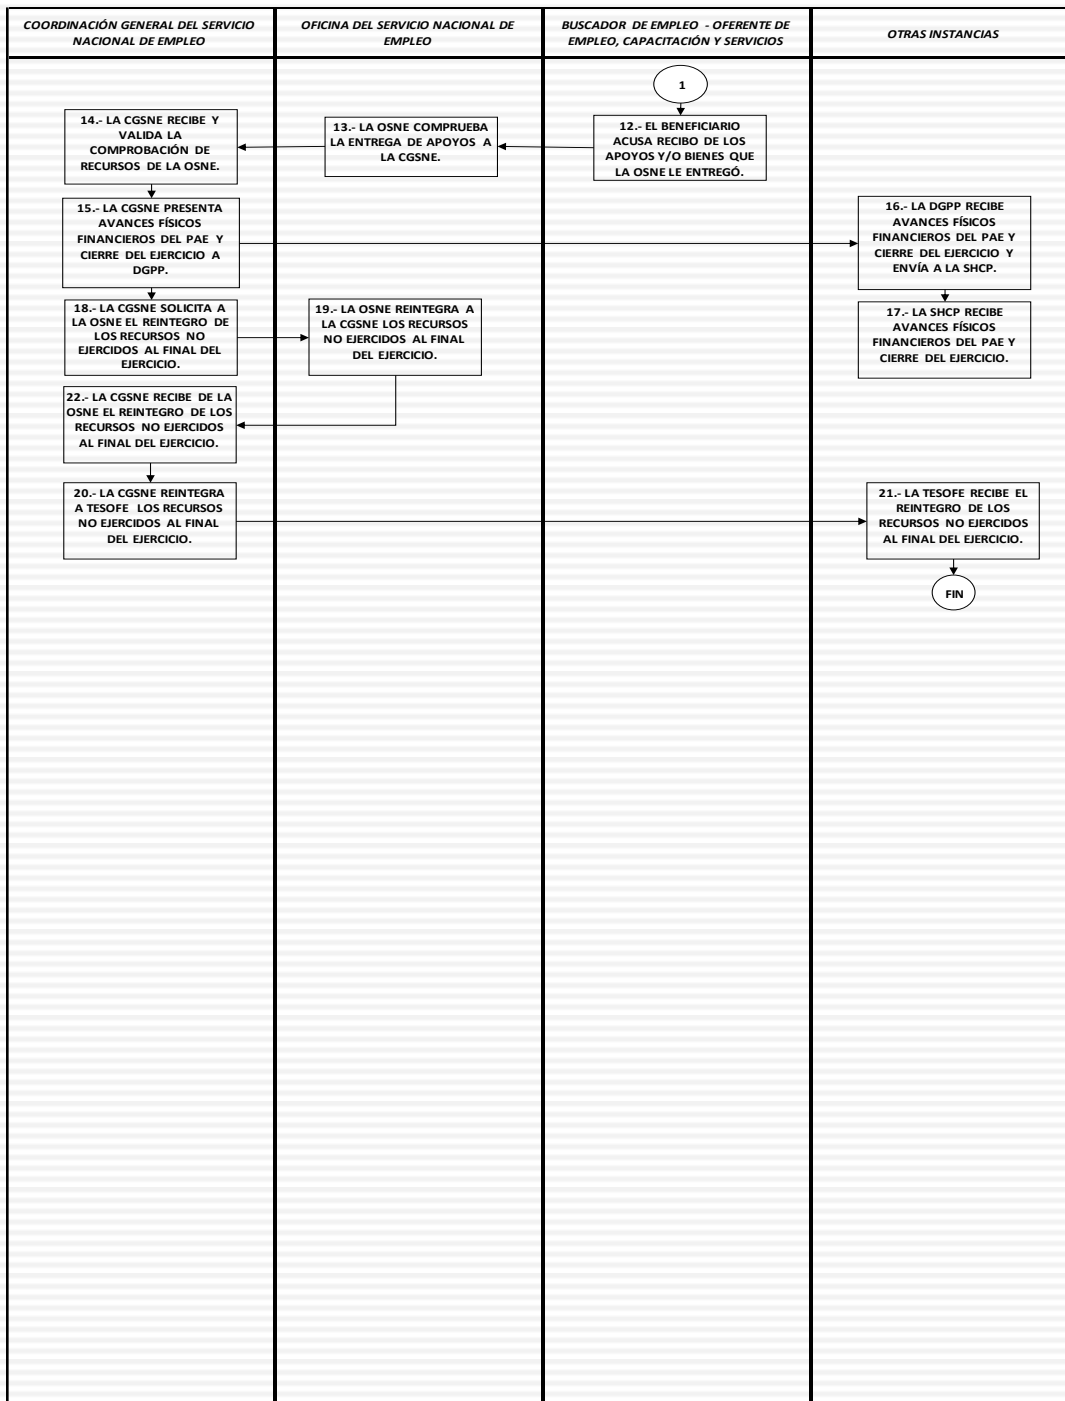 COORDINACIÓN GENERAL DEL SERVICIO
NACIONAL DE EMPLEO
OFICINA DEL SERVICIO NACIONAL DE
EMPLEO
BUSCADOR DE EMPLEO - OFERENTE DE
EMPLEO, CAPACITACIÓN Y SERVICIOS
OTRAS INSTANCIAS
1
14.- LA CGSNE RECIBE Y
VALIDA LA
COMPROBACIÓN DE
RECURSOS DE LA OSNE.
13.- LA OSNE COMPRUEBA
LA ENTREGA DE APOYOS A
LA CGSNE.
12.- EL BENEFICIARIO
ACUSA RECIBO DE LOS
APOYOS Y/O BIENES QUE
LA OSNE LE ENTREGÓ.
15.- LA CGSNE PRESENTA
AVANCES FÍSICOS
FINANCIEROS DEL PAE Y
CIERRE DEL EJERCICIO A
DGPP.
16.- LA DGPP RECIBE
AVANCES FÍSICOS
FINANCIEROS DEL PAE Y
CIERRE DEL EJERCICIO Y
ENVÍA A LA SHCP.
18.- LA CGSNE SOLICITA A
LA OSNE EL REINTEGRO DE
LOS RECURSOS NO
EJERCIDOS AL FINAL DEL
EJERCICIO.
19.- LA OSNE REINTEGRA A
LA CGSNE LOS RECURSOS
NO EJERCIDOS AL FINAL
DEL EJERCICIO.
17.- LA SHCP RECIBE
AVANCES FÍSICOS
FINANCIEROS DEL PAE Y
CIERRE DEL EJERCICIO.
22.- LA CGSNE RECIBE DE LA
OSNE EL REINTEGRO DE LOS
RECURSOS NO EJERCIDOS
AL FINAL DEL EJERCICIO.
20.- LA CGSNE REINTEGRA
A TESOFE LOS RECURSOS
NO EJERCIDOS AL FINAL
DEL EJERCICIO.
21.- LA TESOFE RECIBE EL
REINTEGRO DE LOS
RECURSOS NO EJERCIDOS
AL FINAL DEL EJERCICIO.
FIN